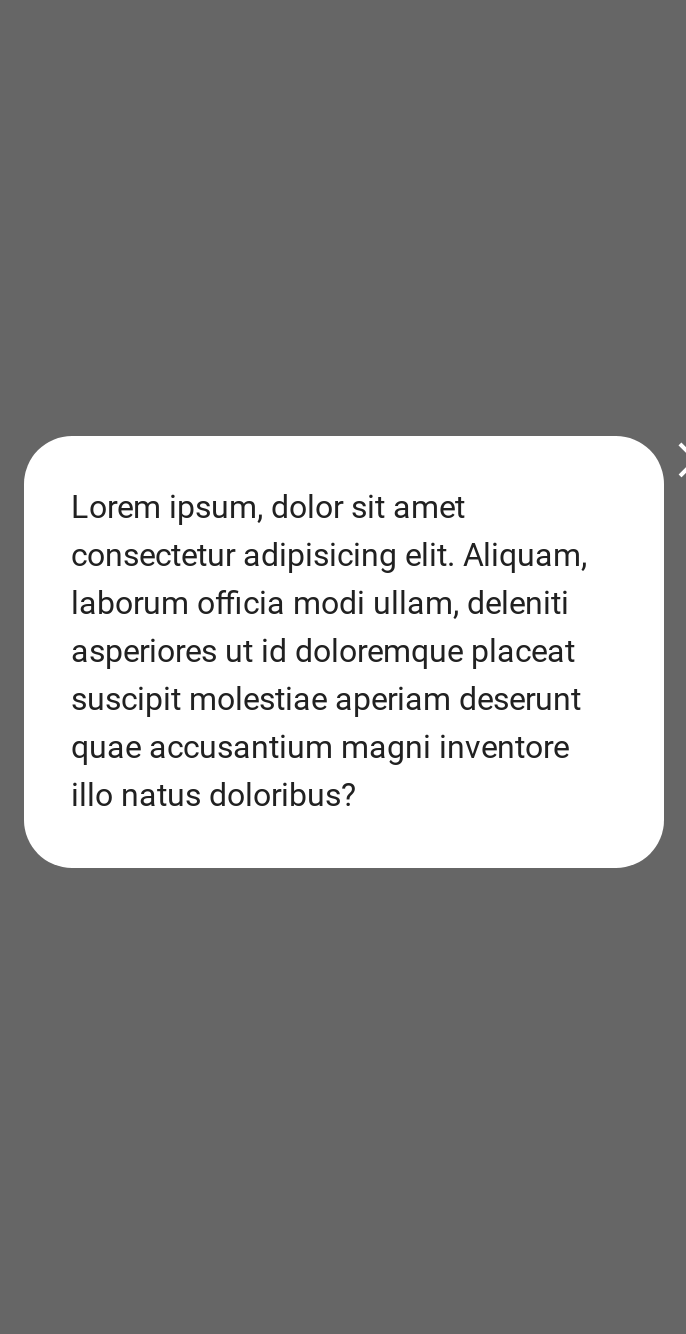 Lorem ipsum, dolor sit amet
consectetur adipisicing elit. Aliquam,
laborum officia modi ullam, deleniti
asperiores ut id doloremque placeat
suscipit molestiae aperiam deserunt
quae accusantium magni inventore
illo natus doloribus?